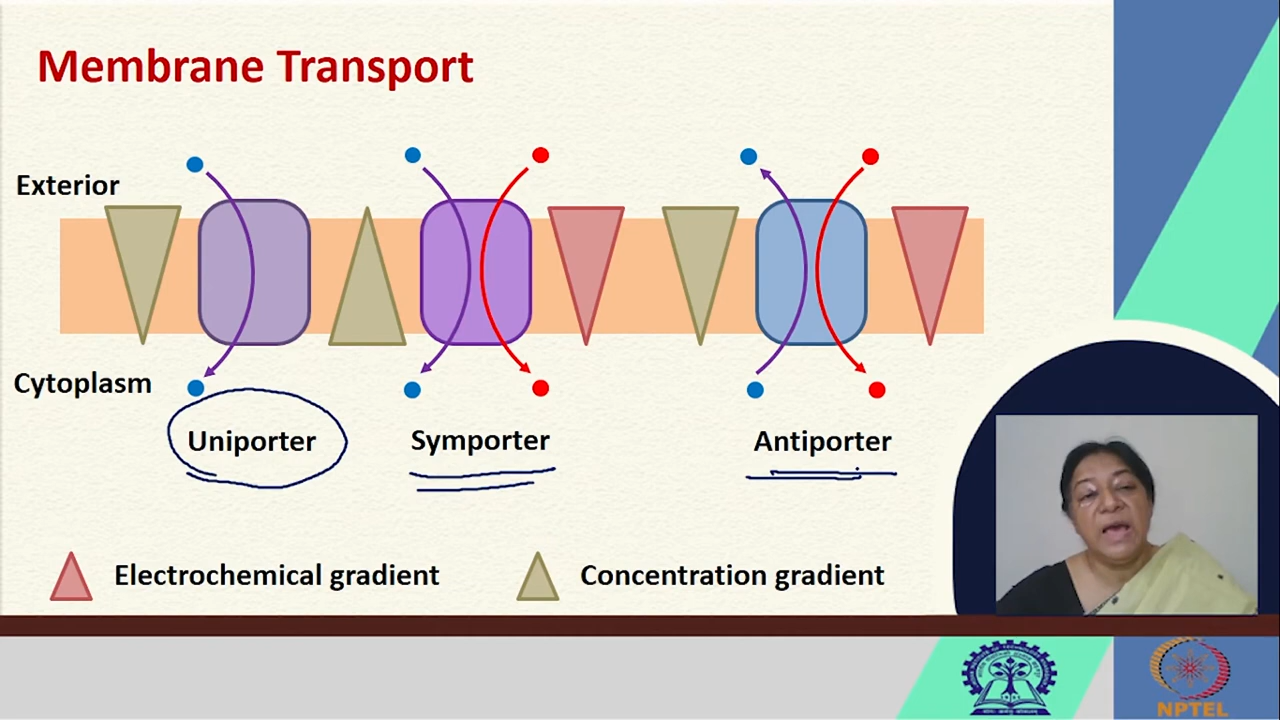 Membrane Transport
Exterior
Cytoplasm
Uniporter
Symporter
Antiporter
Electrochemical gradient
Concentration gradient
NPTEL